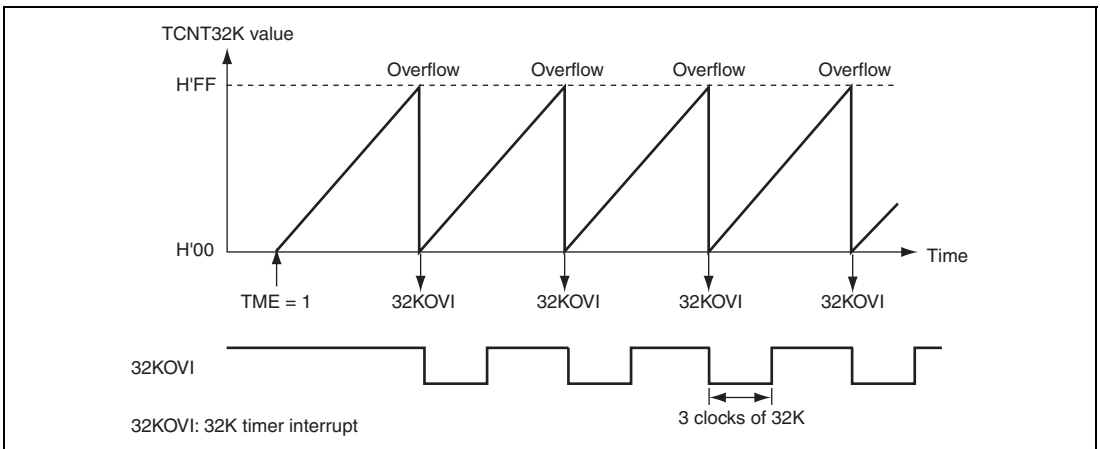 TCNT32K value
Overflow Overflow Overflow Overflow
H'FF
H'00
Time
TME = 1 32KOVI 32KOVI 32KOVI 32KOVI
32KOVI
3 clocks of 32K
32KOVI: 32K timer interrupt